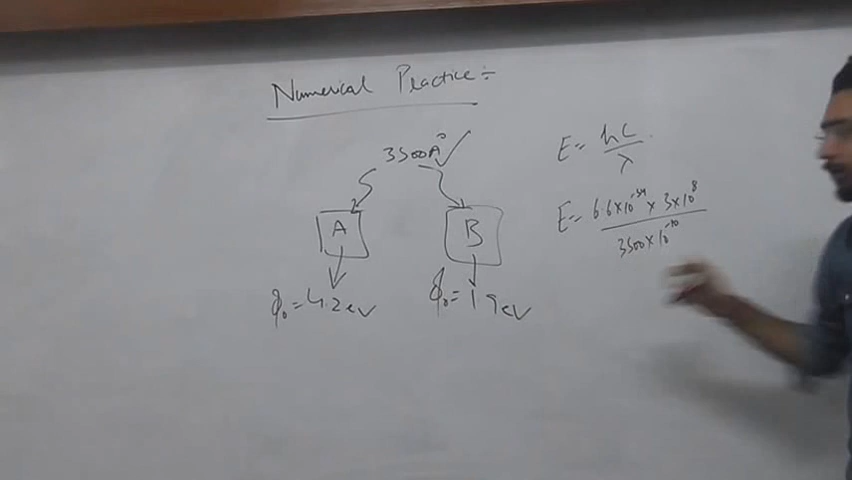 Numerical Practice :-
3500A°
A B
ϕ₀ = 4.2 eV ϕ₀ = 1.9 eV
E = hc / λ
E = 6.6×10⁻³⁴ × 3×10⁸ / 3500×10⁻¹⁰